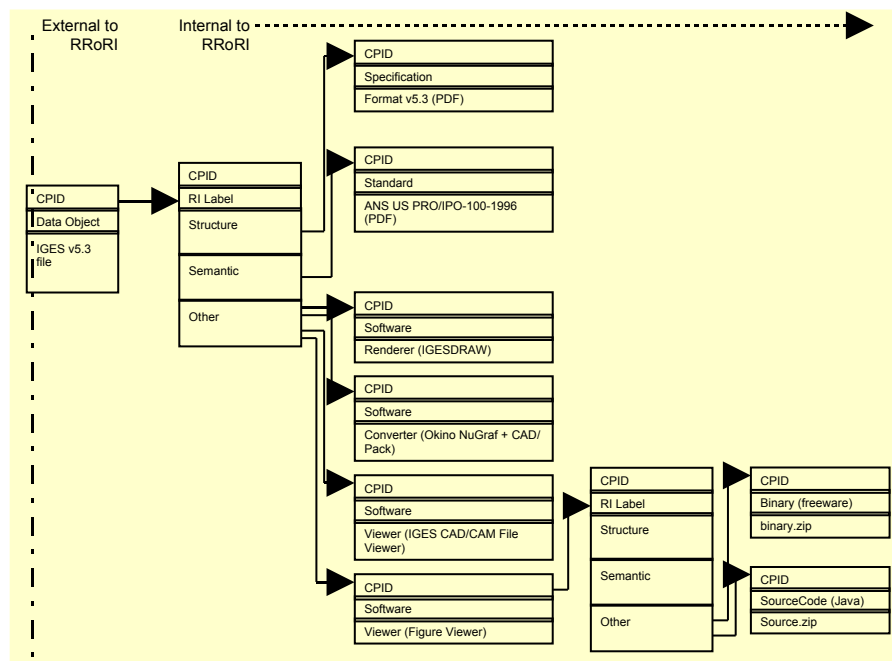 External to
RRoRI
Internal to
RRoRI
CPID
Specification
Format v5.3 (PDF)
CPID
Standard
ANS US PRO/IPO-100-1996
(PDF)
CPID
Data Object
IGES v5.3
file
CPID
RI Label
Structure
Semantic
Other
CPID
Software
Renderer (IGESDRAW)
CPID
Software
Converter (Okino NuGraf + CAD/
Pack)
CPID
Software
Viewer (IGES CAD/CAM File
Viewer)
CPID
Software
Viewer (Figure Viewer)
CPID
RI Label
Structure
Semantic
Other
CPID
Binary (freeware)
binary.zip
CPID
SourceCode (Java)
Source.zip